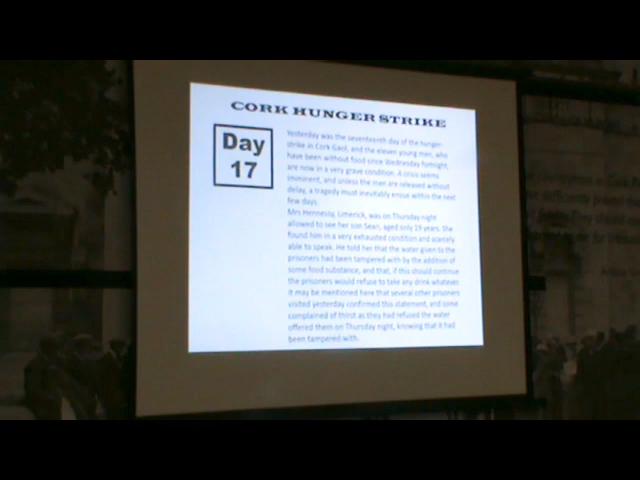 CORK HUNGER STRIKE
Day
17
Yesterday was the seventeenth day of the hunger-
strike in Cork Gaol, and the eleven young men, who
have been without food since Wednesday fortnight,
are now in a very grave condition. A crisis seems
imminent, and unless the men are released without
delay, a tragedy must inevitably ensue within the next
few days.
Mrs Hennessy, Limerick, was on Thursday night
allowed to see her son Sean, aged only 19 years. She
found him in a very exhausted condition and scarcely
able to speak. He told her that the water given to the
prisoners had been tampered with by the addition of
some food substance, and that, if this should continue
the prisoners would refuse to take any drink whatever.
It may be mentioned here that several other prisoners
visited yesterday confirmed this statement, and some
complained of thirst as they had refused the water
offered them on Thursday night, knowing that it had
been tampered with.